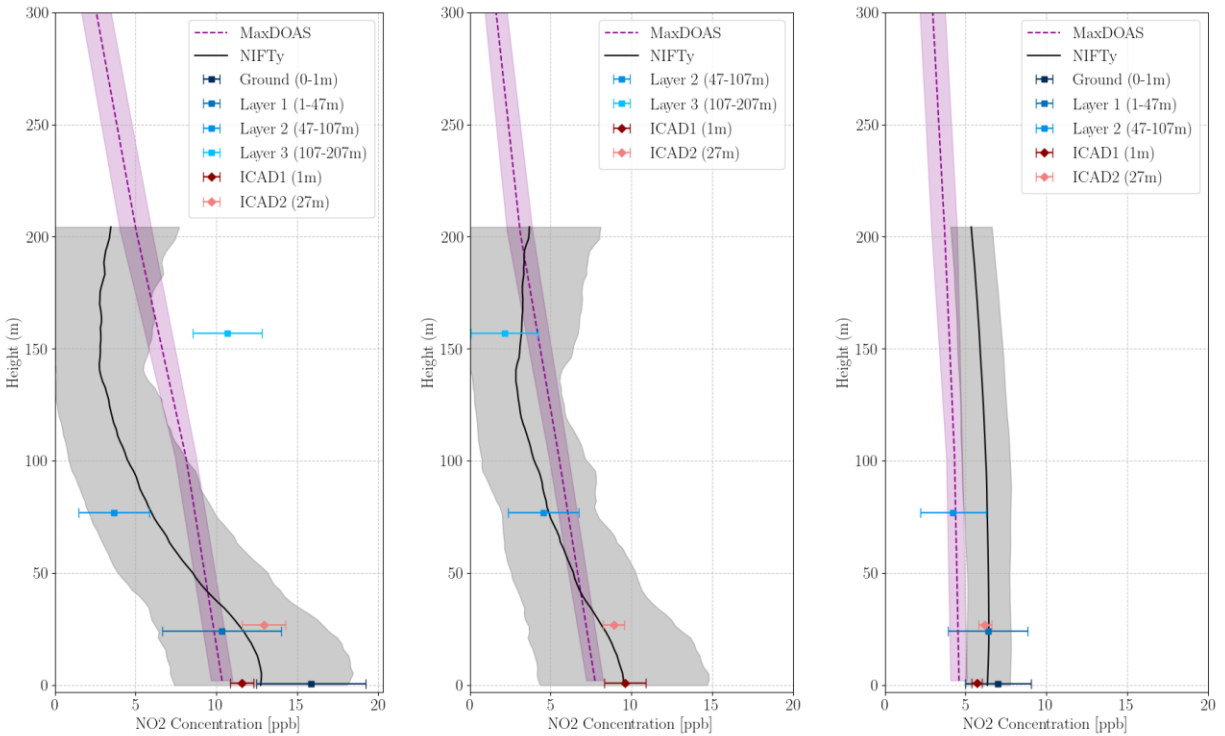 300
250
200
150
100
50
0
Height (m)
0
5
10
15
20
NO2 Concentration [ppb]
MaxDOAS
NIFTy
Ground (0-1m)
Layer 1 (1-47m)
Layer 2 (47-107m)
Layer 3 (107-207m)
ICAD1 (1m)
ICAD2 (27m)
300
250
200
150
100
50
0
Height (m)
0
5
10
15
20
NO2 Concentration [ppb]
MaxDOAS
NIFTy
Layer 2 (47-107m)
Layer 3 (107-207m)
ICAD1 (1m)
ICAD2 (27m)
300
250
200
150
100
50
0
Height (m)
0
5
10
15
20
NO2 Concentration [ppb]
MaxDOAS
NIFTy
Ground (0-1m)
Layer 1 (1-47m)
Layer 2 (47-107m)
ICAD1 (1m)
ICAD2 (27m)